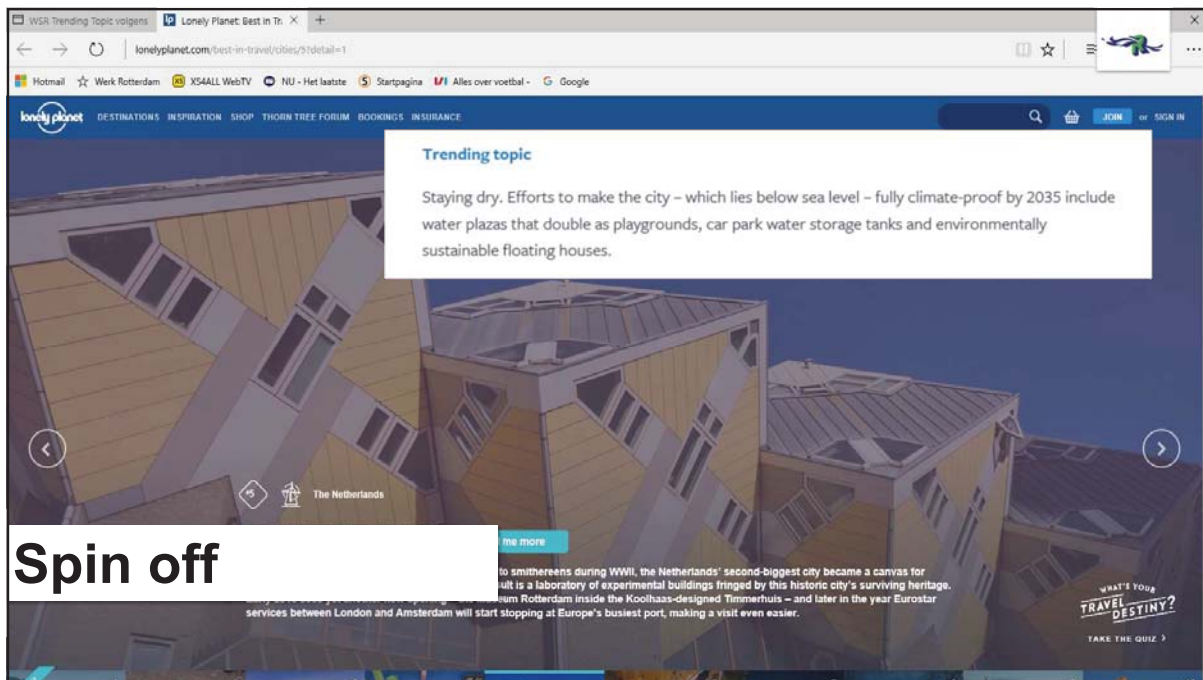 WSR Trending Topic volgens
lp Lonely Planet: Best in Tr
lonelyplanet.com/best-in-travel/cities/5?detail=1
Hotmail Werk Rotterdam XS4ALL WebTV NU - Het laatste Startpagina VI Alles over voetbal - G Google
lonely planet DESTINATIONS INSPIRATION SHOP THORN TREE FORUM BOOKINGS INSURANCE JOIN or SIGN IN
Trending topic
Staying dry. Efforts to make the city – which lies below sea level – fully climate-proof by 2035 include
water plazas that double as playgrounds, car park water storage tanks and environmentally
sustainable floating houses.
The Netherlands
Spin off
me more
to smithereens during WWII, the Netherlands' second-biggest city became a canvas for
is a laboratory of experimental buildings fringed by this historic city's surviving heritage.
Rotterdam inside the Koolhaas-designed Timmerhuis – and later in the year Eurostar
services between London and Amsterdam will start stopping at Europe's busiest port, making a visit even easier.
WHAT'S YOUR
TRAVEL
DESTINY?
TAKE THE QUIZ >